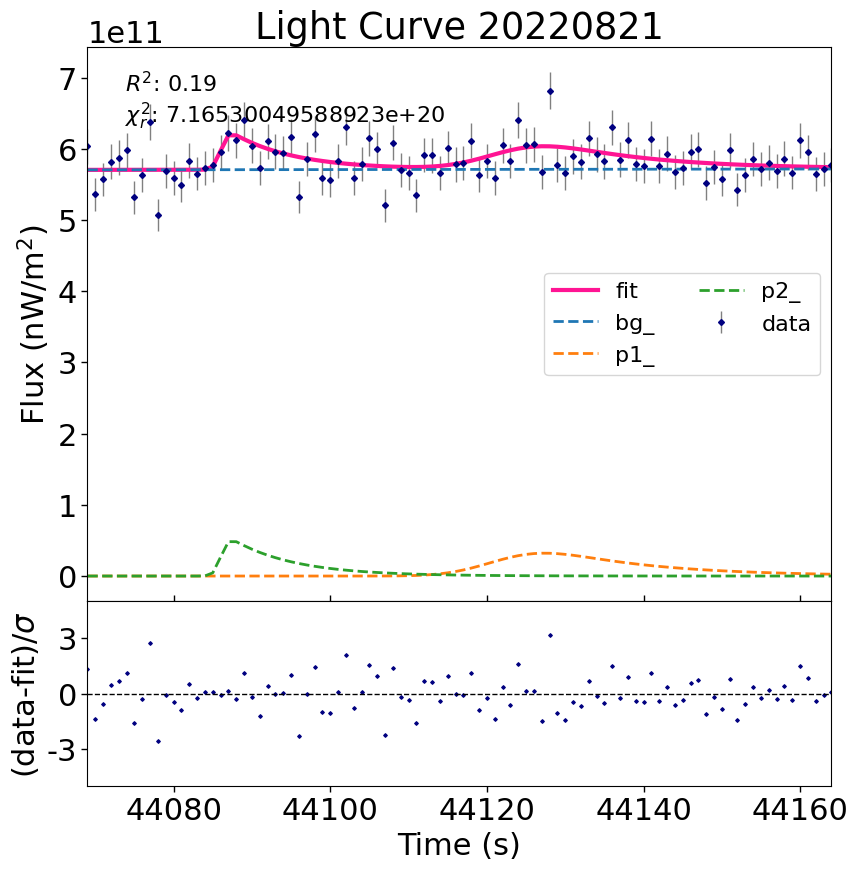 Light Curve 20220821
1e11
R²: 0.19
χ²ᵣ: 7.16530049588923e+20
7
6
5
4
3
2
1
0
Flux (nW/m²)
fit
bg_
p1_
p2_
data
3
0
-3
(data-fit)/σ
44080 44100 44120 44140 44160
Time (s)